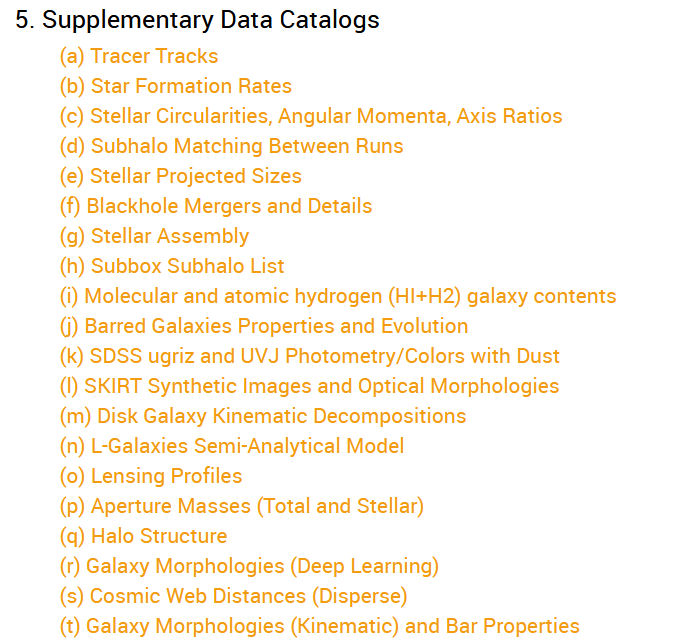 5. Supplementary Data Catalogs
(a) Tracer Tracks
(b) Star Formation Rates
(c) Stellar Circularities, Angular Momenta, Axis Ratios
(d) Subhalo Matching Between Runs
(e) Stellar Projected Sizes
(f) Blackhole Mergers and Details
(g) Stellar Assembly
(h) Subbox Subhalo List
(i) Molecular and atomic hydrogen (HI+H2) galaxy contents
(j) Barred Galaxies Properties and Evolution
(k) SDSS ugriz and UVJ Photometry/Colors with Dust
(l) SKIRT Synthetic Images and Optical Morphologies
(m) Disk Galaxy Kinematic Decompositions
(n) L-Galaxies Semi-Analytical Model
(o) Lensing Profiles
(p) Aperture Masses (Total and Stellar)
(q) Halo Structure
(r) Galaxy Morphologies (Deep Learning)
(s) Cosmic Web Distances (Disperse)
(t) Galaxy Morphologies (Kinematic) and Bar Properties